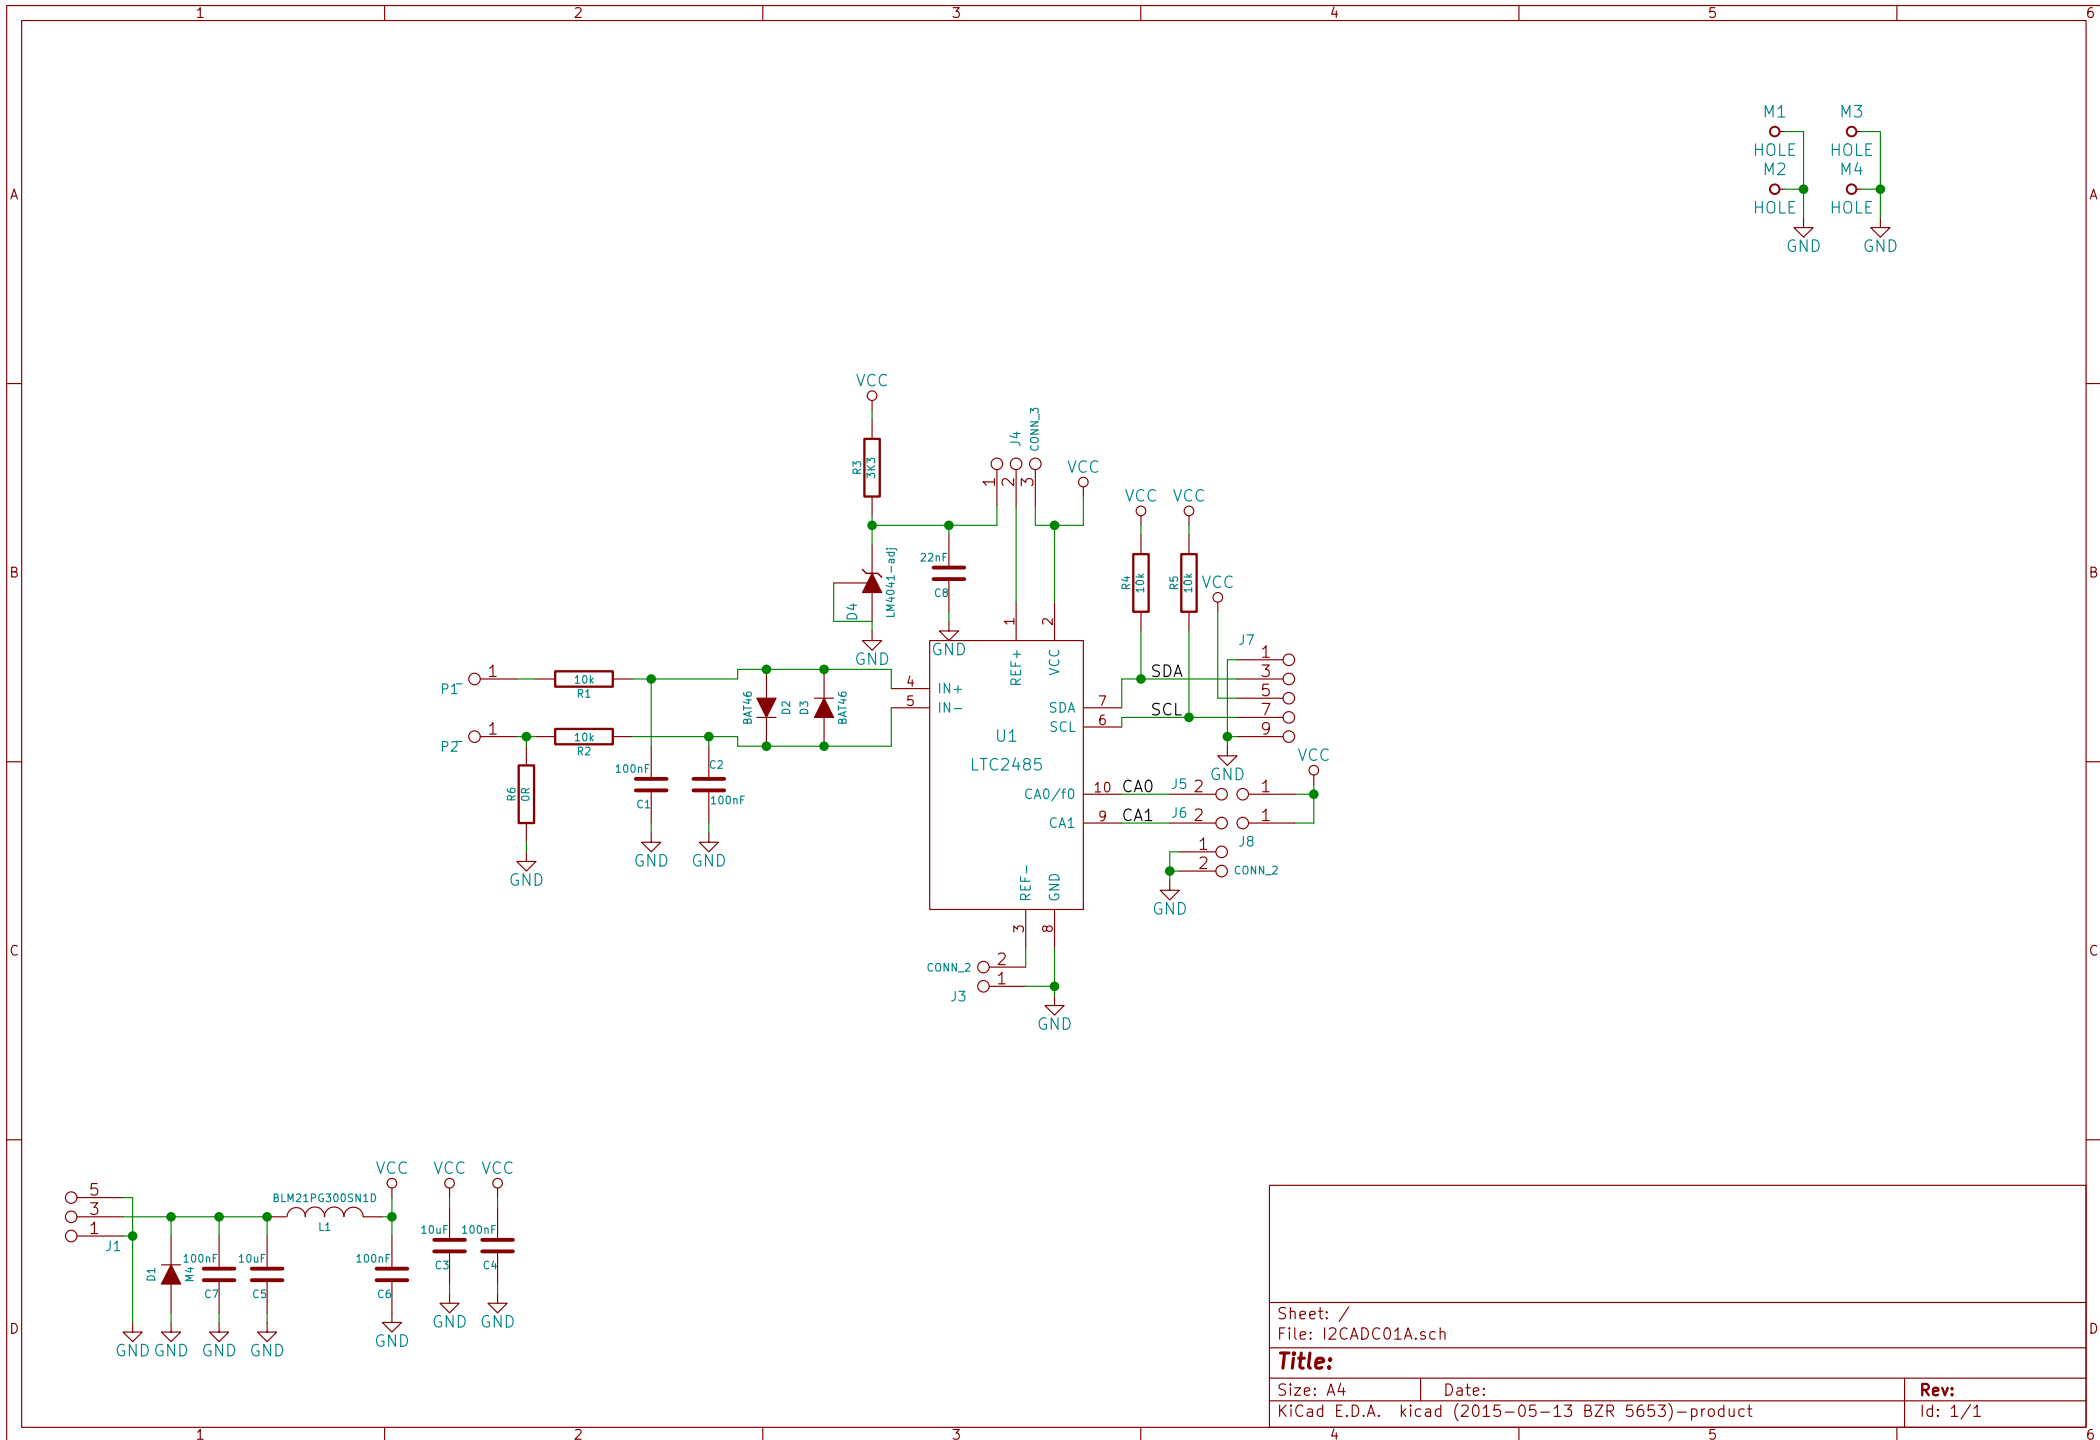 1 2 3 4 5 6
A A
M1 M3
HOLE HOLE
M2 M4
HOLE HOLE
GND GND
VCC
R3
3K3
J4
CONN_3
1 2 3
VCC
VCC VCC
B B
22nF
C8
LM4041-adj
D4
GND GND
R4
10k
R5
10k
VCC
J7
1
3
5
7
9
SDA
SCL
GND
P1 1
10k
R1
P2 1
10k
R2
R6
0R
GND
100nF
C1
GND
C2
100nF
GND
BAT46
D2
D3
BAT46
1 2
REF+ VCC
4 IN+
5 IN-
SDA 7
SCL 6
U1
LTC2485
CA0/f0 10 CA0
CA1 9 CA1
REF- GND
3 8
VCC
J5 2 1
J6 2 1
J8
1
2 CONN_2
GND
C C
CONN_2 2
1
J3
GND
5
3
1
J1
D1
M4
100nF
C7
10uF
C5
BLM21PG300SN1D
L1
VCC VCC VCC
100nF
C6
10uF
C3
100nF
C4
GND GND GND GND GND GND GND
D D
Sheet: /
File: I2CADC01A.sch
Title:
Size: A4 Date: Rev:
KiCad E.D.A. kicad (2015-05-13 BZR 5653)-product Id: 1/1
1 2 3 4 5 6